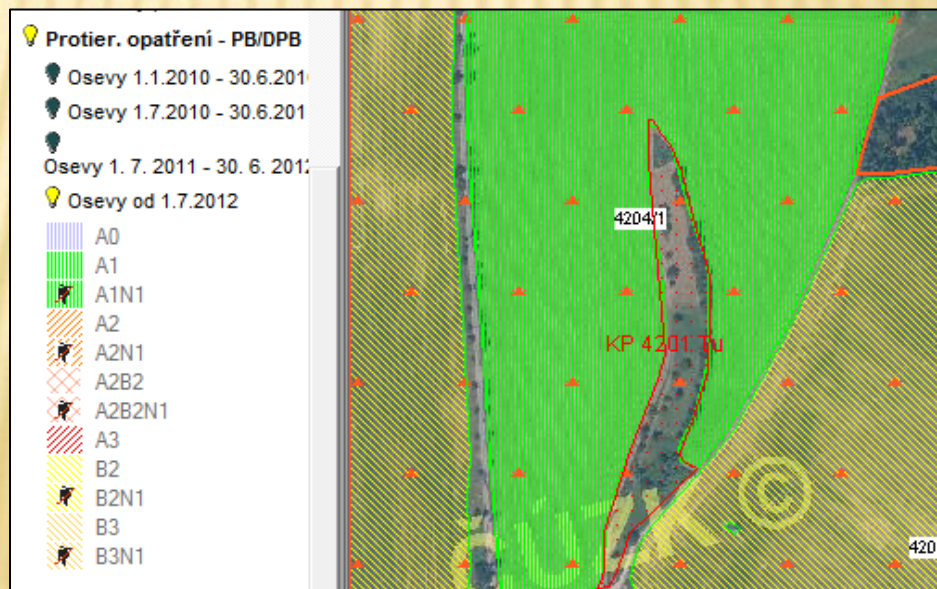 Protier. opatření - PB/DPB
Osevy 1.1.2010 - 30.6.201
Osevy 1.7.2010 - 30.6.201
Osevy 1. 7. 2011 - 30. 6. 201
Osevy od 1.7.2012
A0
A1
A1N1
A2
A2N1
A2B2
A2B2N1
A3
B2
B2N1
B3
B3N1
4204/1
KP 4201 Tu
ČÚZK ©
420